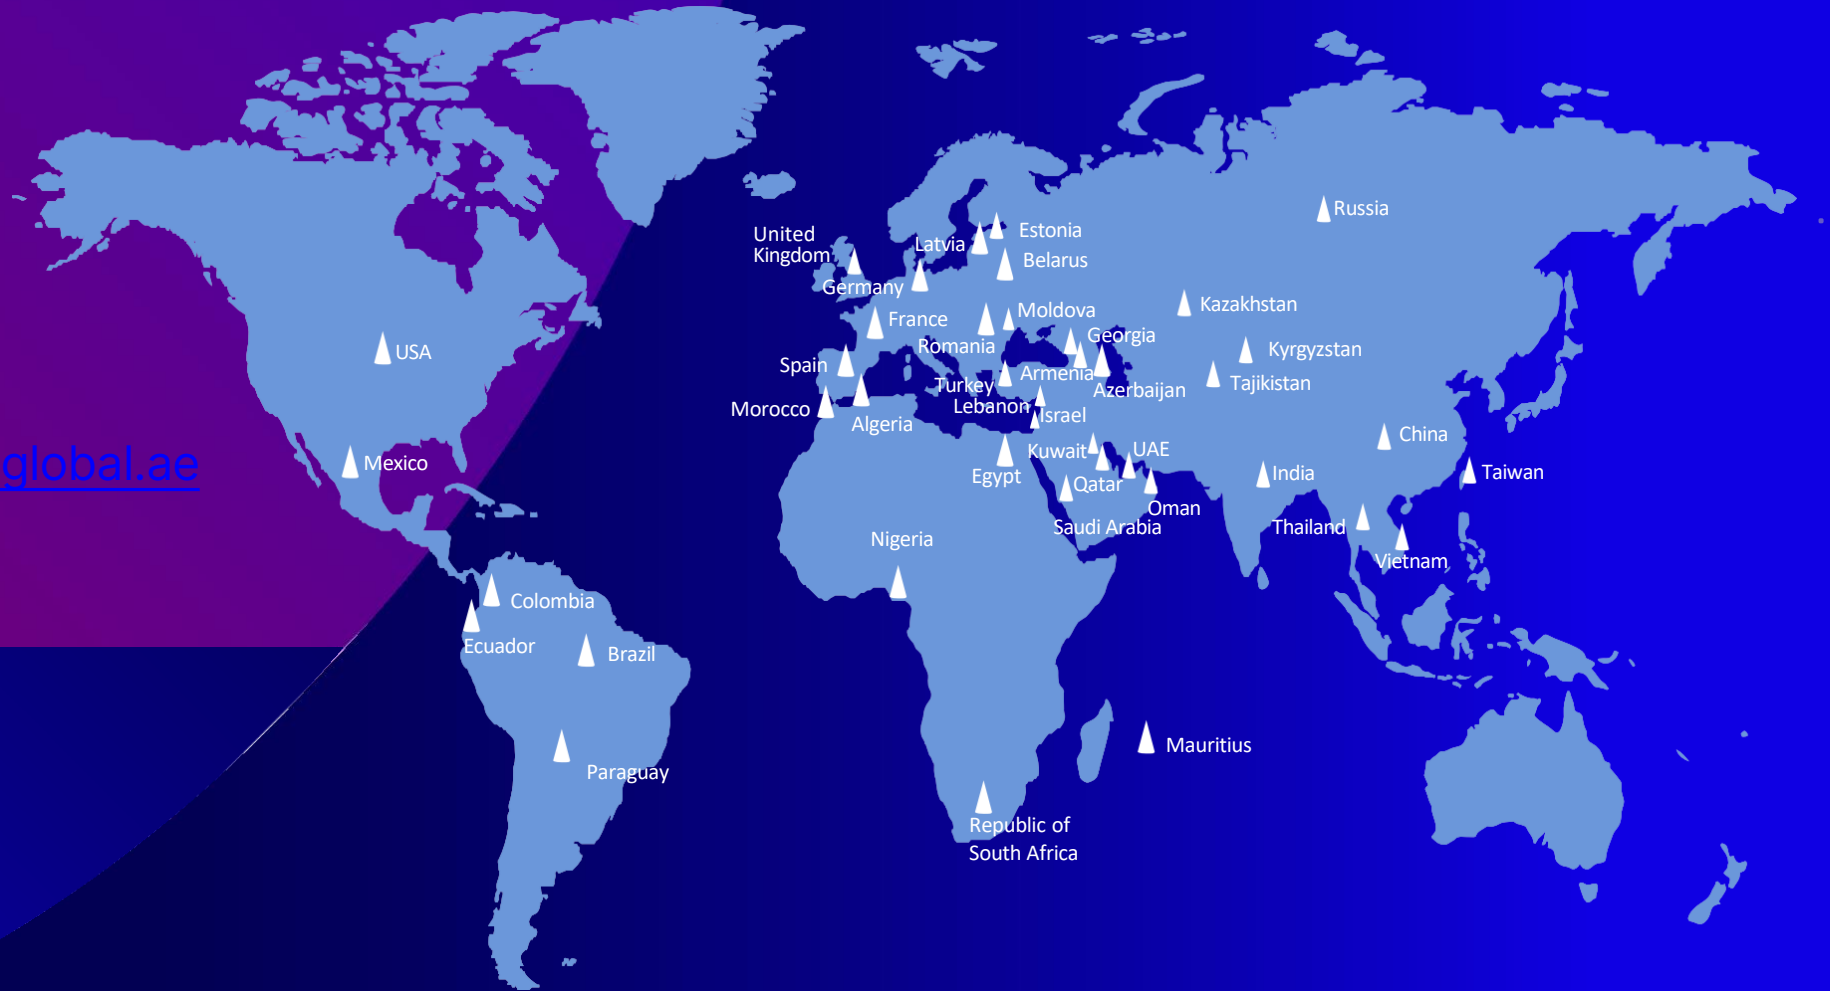 global.ae
USA
Mexico
Colombia
Ecuador
Brazil
Paraguay
United
Kingdom
Latvia
Estonia
Belarus
Germany
France
Moldova
Romania
Georgia
Spain
Turkey
Armenia
Azerbaijan
Morocco
Algeria
Lebanon
Israel
Egypt
Kuwait
UAE
Qatar
Oman
Saudi Arabia
Nigeria
Mauritius
Republic of
South Africa
Russia
Kazakhstan
Kyrgyzstan
Tajikistan
China
India
Taiwan
Thailand
Vietnam